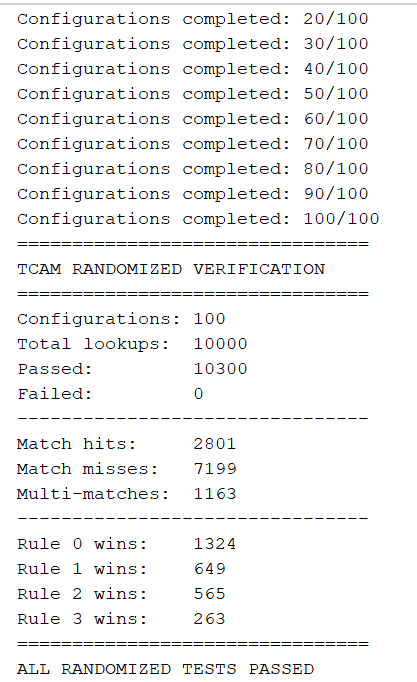 Configurations completed: 20/100
Configurations completed: 30/100
Configurations completed: 40/100
Configurations completed: 50/100
Configurations completed: 60/100
Configurations completed: 70/100
Configurations completed: 80/100
Configurations completed: 90/100
Configurations completed: 100/100
================================
TCAM RANDOMIZED VERIFICATION
================================
Configurations: 100
Total lookups: 10000
Passed: 10300
Failed: 0
--------------------------------
Match hits: 2801
Match misses: 7199
Multi-matches: 1163
--------------------------------
Rule 0 wins: 1324
Rule 1 wins: 649
Rule 2 wins: 565
Rule 3 wins: 263
================================
ALL RANDOMIZED TESTS PASSED